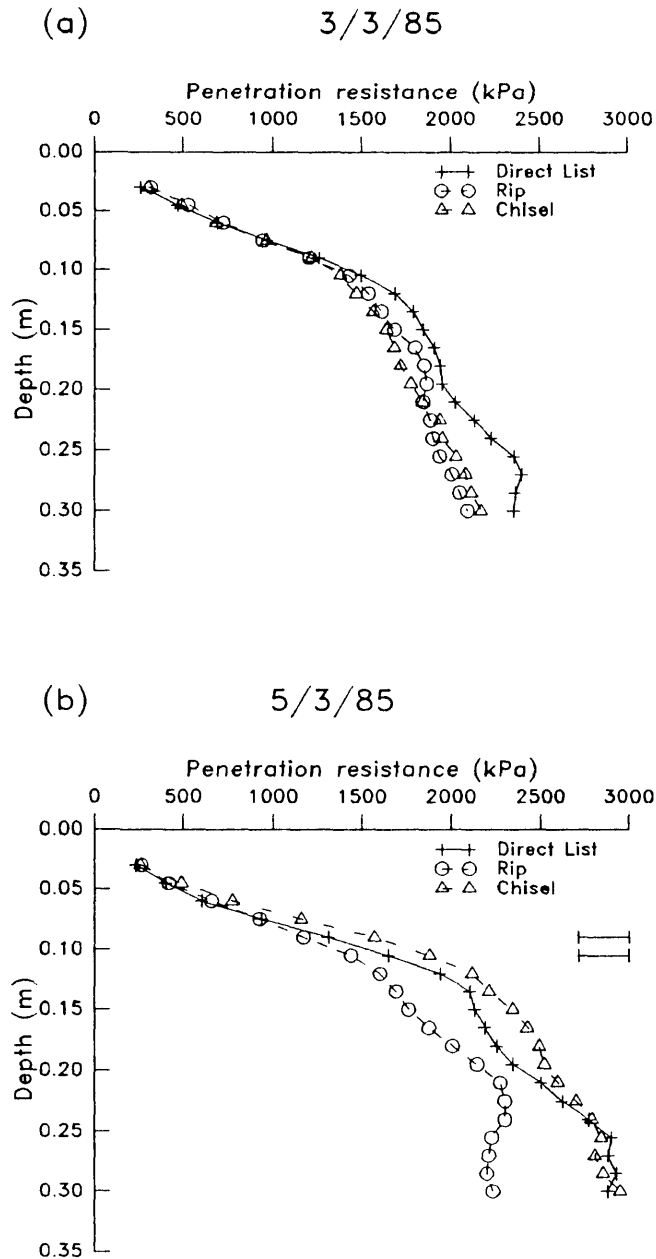 (a) 3/3/85
Penetration resistance (kPa)
0 500 1000 1500 2000 2500 3000
0.00
0.05
0.10
0.15
0.20
0.25
0.30
0.35
Depth (m)
Direct List
Rip
Chisel
(b) 5/3/85
Penetration resistance (kPa)
0 500 1000 1500 2000 2500 3000
0.00
0.05
0.10
0.15
0.20
0.25
0.30
0.35
Depth (m)
Direct List
Rip
Chisel